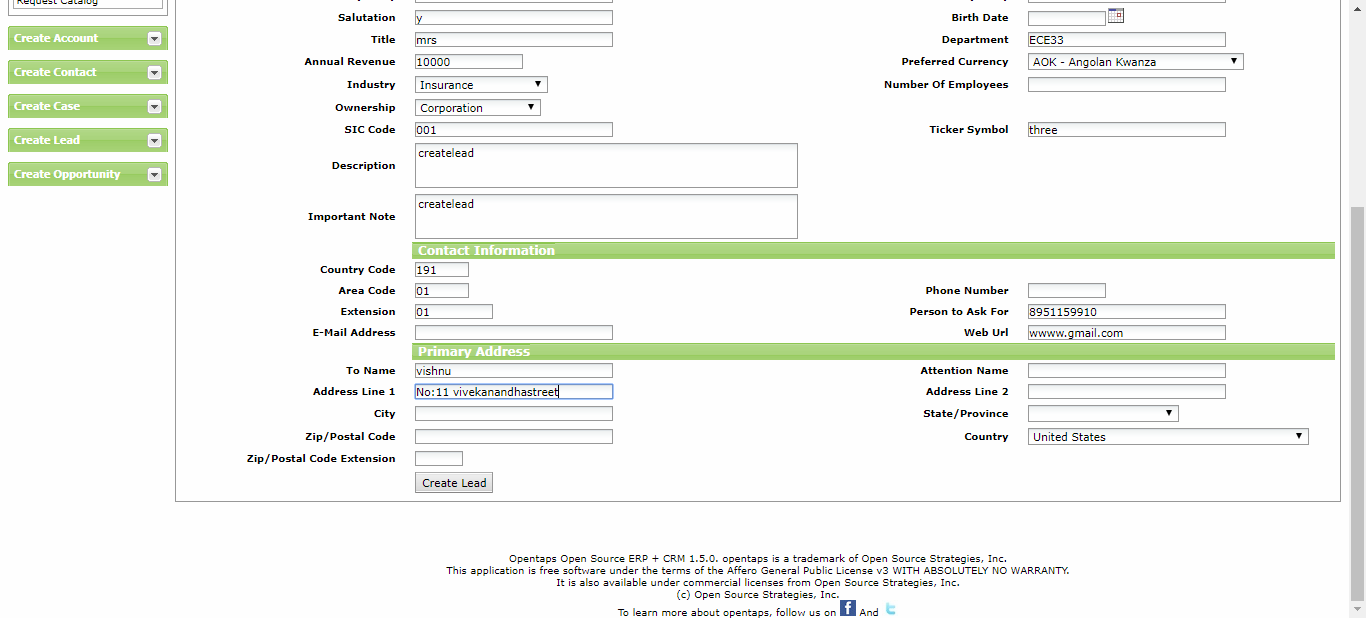 Request Catalog
Create Account
Create Contact
Create Case
Create Lead
Create Opportunity
Salutation y Birth Date
Title mrs Department ECE33
Annual Revenue 10000 Preferred Currency AOK - Angolan Kwanza
Industry Insurance Number Of Employees
Ownership Corporation
SIC Code 001 Ticker Symbol three
Description createlead
Important Note createlead
Contact Information
Country Code 191
Area Code 01 Phone Number
Extension 01 Person to Ask For 8951159910
E-Mail Address Web Url wwww.gmail.com
Primary Address
To Name vishnu Attention Name
Address Line 1 No:11 vivekanandhastreet Address Line 2
City State/Province
Zip/Postal Code Country United States
Zip/Postal Code Extension
Create Lead
Opentaps Open Source ERP + CRM 1.5.0. opentaps is a trademark of Open Source Strategies, Inc.
This application is free software under the terms of the Affero General Public License v3 WITH ABSOLUTELY NO WARRANTY.
It is also available under commercial licenses from Open Source Strategies, Inc.
(c) Open Source Strategies, Inc.
To learn more about opentaps, follow us on f And t